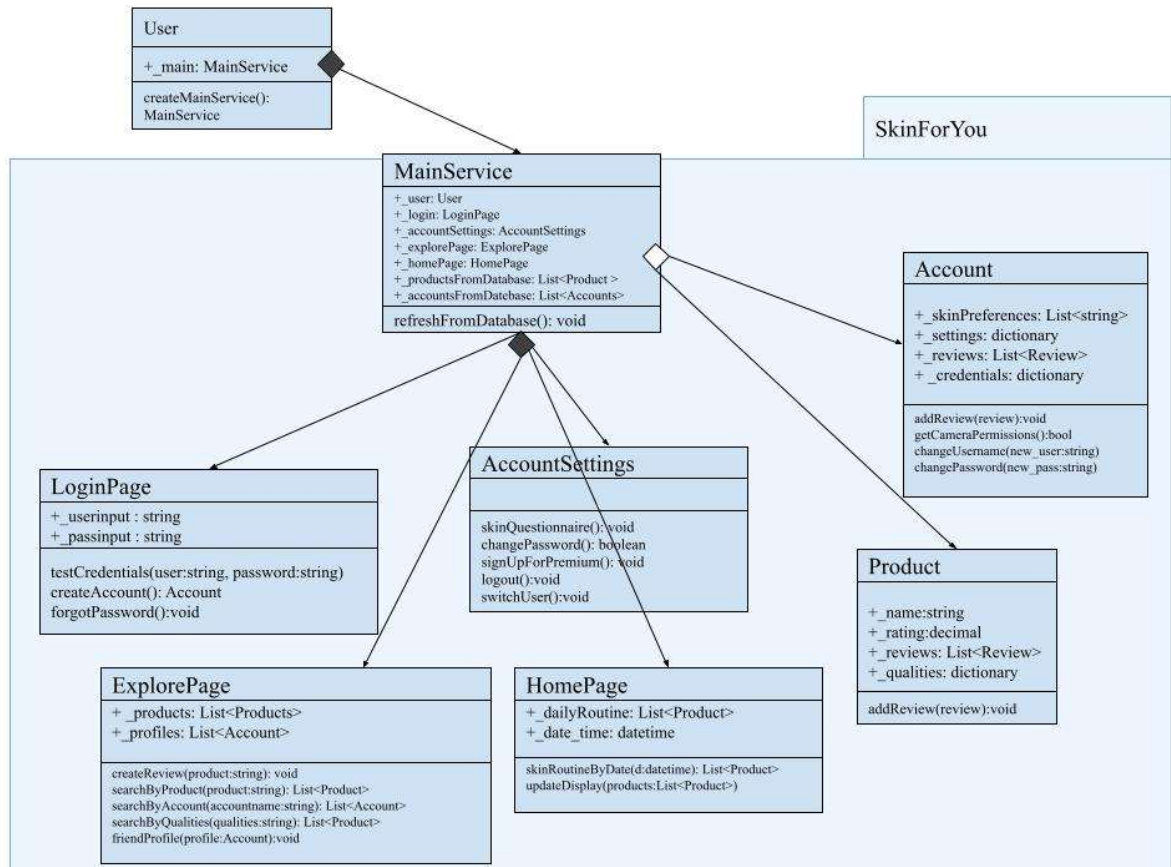 User
+_main: MainService
createMainService():
MainService
SkinForYou
MainService
+_user: User
+_login: LoginPage
+_accountSettings: AccountSettings
+_explorePage: ExplorePage
+_homePage: HomePage
+_productsFromDatabase: List<Product >
+_accountsFromDatebase: List<Accounts>
refreshFromDatabase(): void
Account
+_skinPreferences: List<string>
+_settings: dictionary
+_reviews: List<Review>
+ _credentials: dictionary
addReview(review):void
getCameraPermissions():bool
changeUsername(new_user:string)
changePassword(new_pass:string)
LoginPage
+_userinput : string
+_passinput : string
testCredentials(user:string, password:string)
createAccount(): Account
forgotPassword():void
AccountSettings
skinQuestionnaire(): void
changePassword(): boolean
signUpForPremium(): void
logout():void
switchUser():void
Product
+_name:string
+_rating:decimal
+_reviews: List<Review>
+_qualities: dictionary
addReview(review):void
ExplorePage
+ _products: List<Products>
+_profiles: List<Account>
createReview(product:string): void
searchByProduct(product:string): List<Product>
searchByAccount(accountname:string): List<Account>
searchByQualities(qualities:string): List<Product>
friendProfile(profile:Account):void
HomePage
+_dailyRoutine: List<Product>
+_date_time: datetime
skinRoutineByDate(d:datetime): List<Product>
updateDisplay(products:List<Product>)